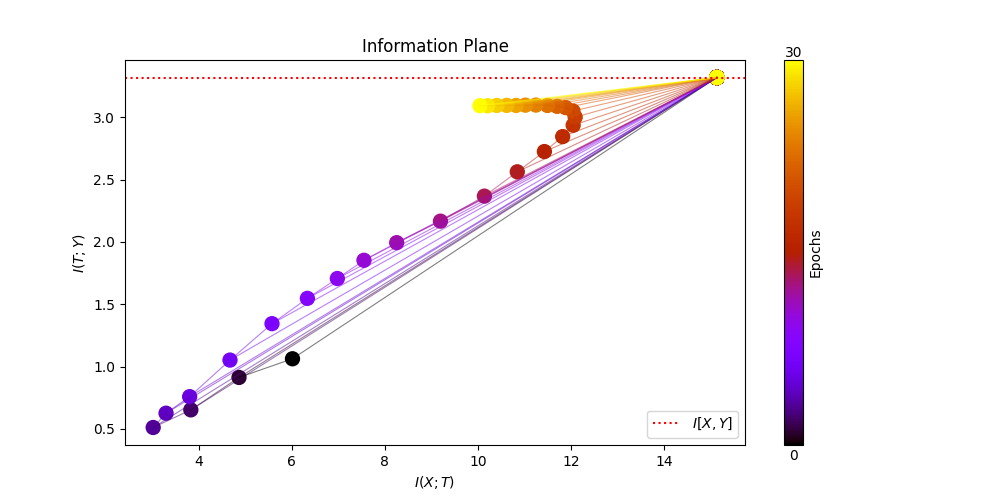 Information Plane
30
3.0
2.5
2.0
1.5
1.0
0.5
I(T; Y)
Epochs
I[X, Y]
4
6
8
10
12
14
0
I(X; T)